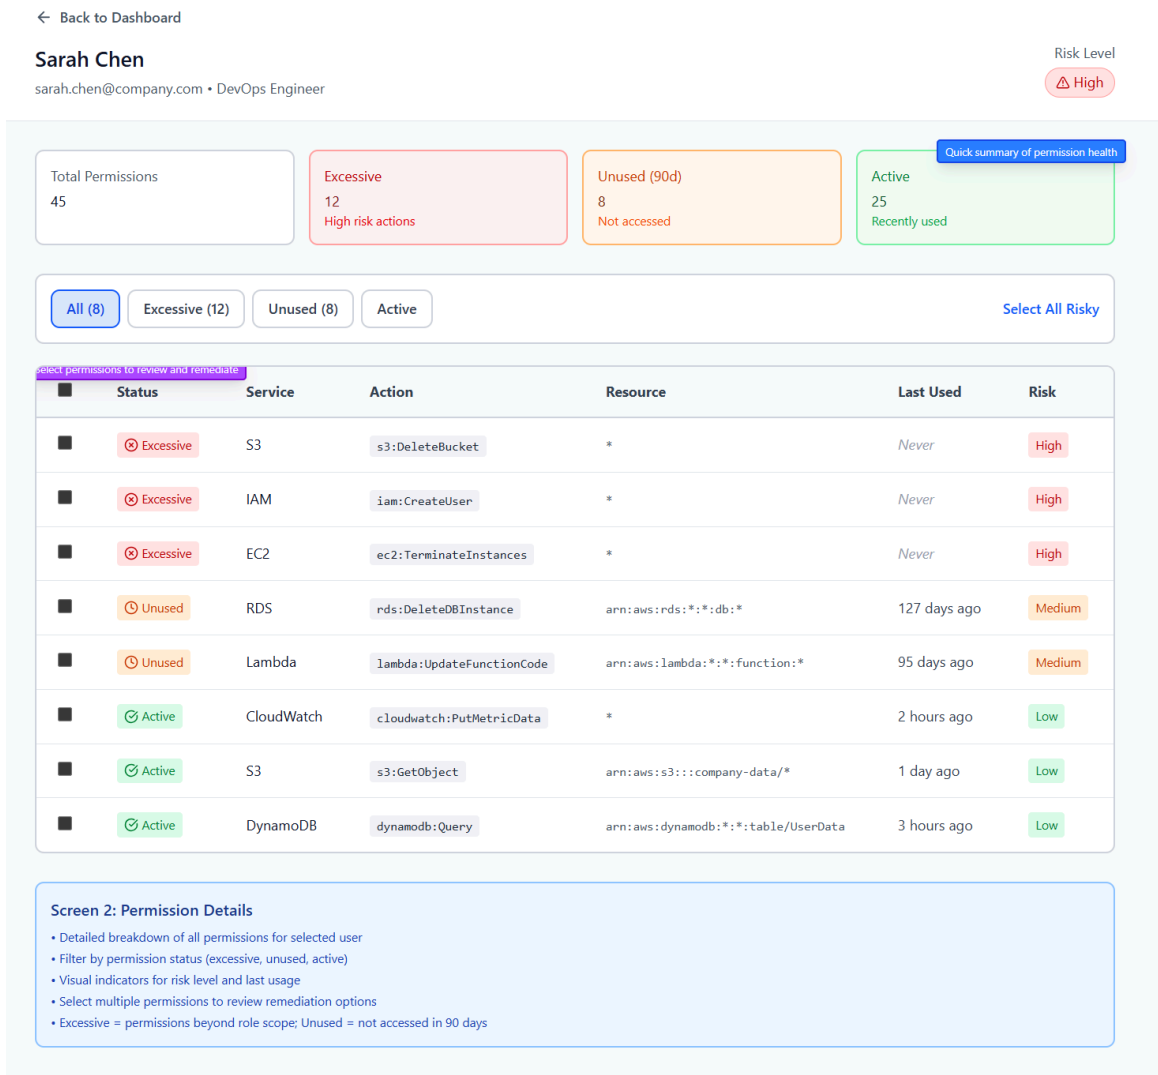 Back to Dashboard
Sarah Chen
sarah.chen@company.com • DevOps Engineer
Risk Level
High
Quick summary of permission health
Total Permissions
45
Excessive
12
High risk actions
Unused (90d)
8
Not accessed
Active
25
Recently used
All (8) Excessive (12) Unused (8) Active Select All Risky
Select permissions to review and remediate
Status Service Action Resource Last Used Risk
Excessive S3 s3:DeleteBucket * Never High
Excessive IAM iam:CreateUser * Never High
Excessive EC2 ec2:TerminateInstances * Never High
Unused RDS rds:DeleteDBInstance arn:aws:rds:*:*:db:* 127 days ago Medium
Unused Lambda lambda:UpdateFunctionCode arn:aws:lambda:*:*:function:* 95 days ago Medium
Active CloudWatch cloudwatch:PutMetricData * 2 hours ago Low
Active S3 s3:GetObject arn:aws:s3:::company-data/* 1 day ago Low
Active DynamoDB dynamodb:Query arn:aws:dynamodb:*:*:table/UserData 3 hours ago Low
Screen 2: Permission Details
• Detailed breakdown of all permissions for selected user
• Filter by permission status (excessive, unused, active)
• Visual indicators for risk level and last usage
• Select multiple permissions to review remediation options
• Excessive = permissions beyond role scope; Unused = not accessed in 90 days